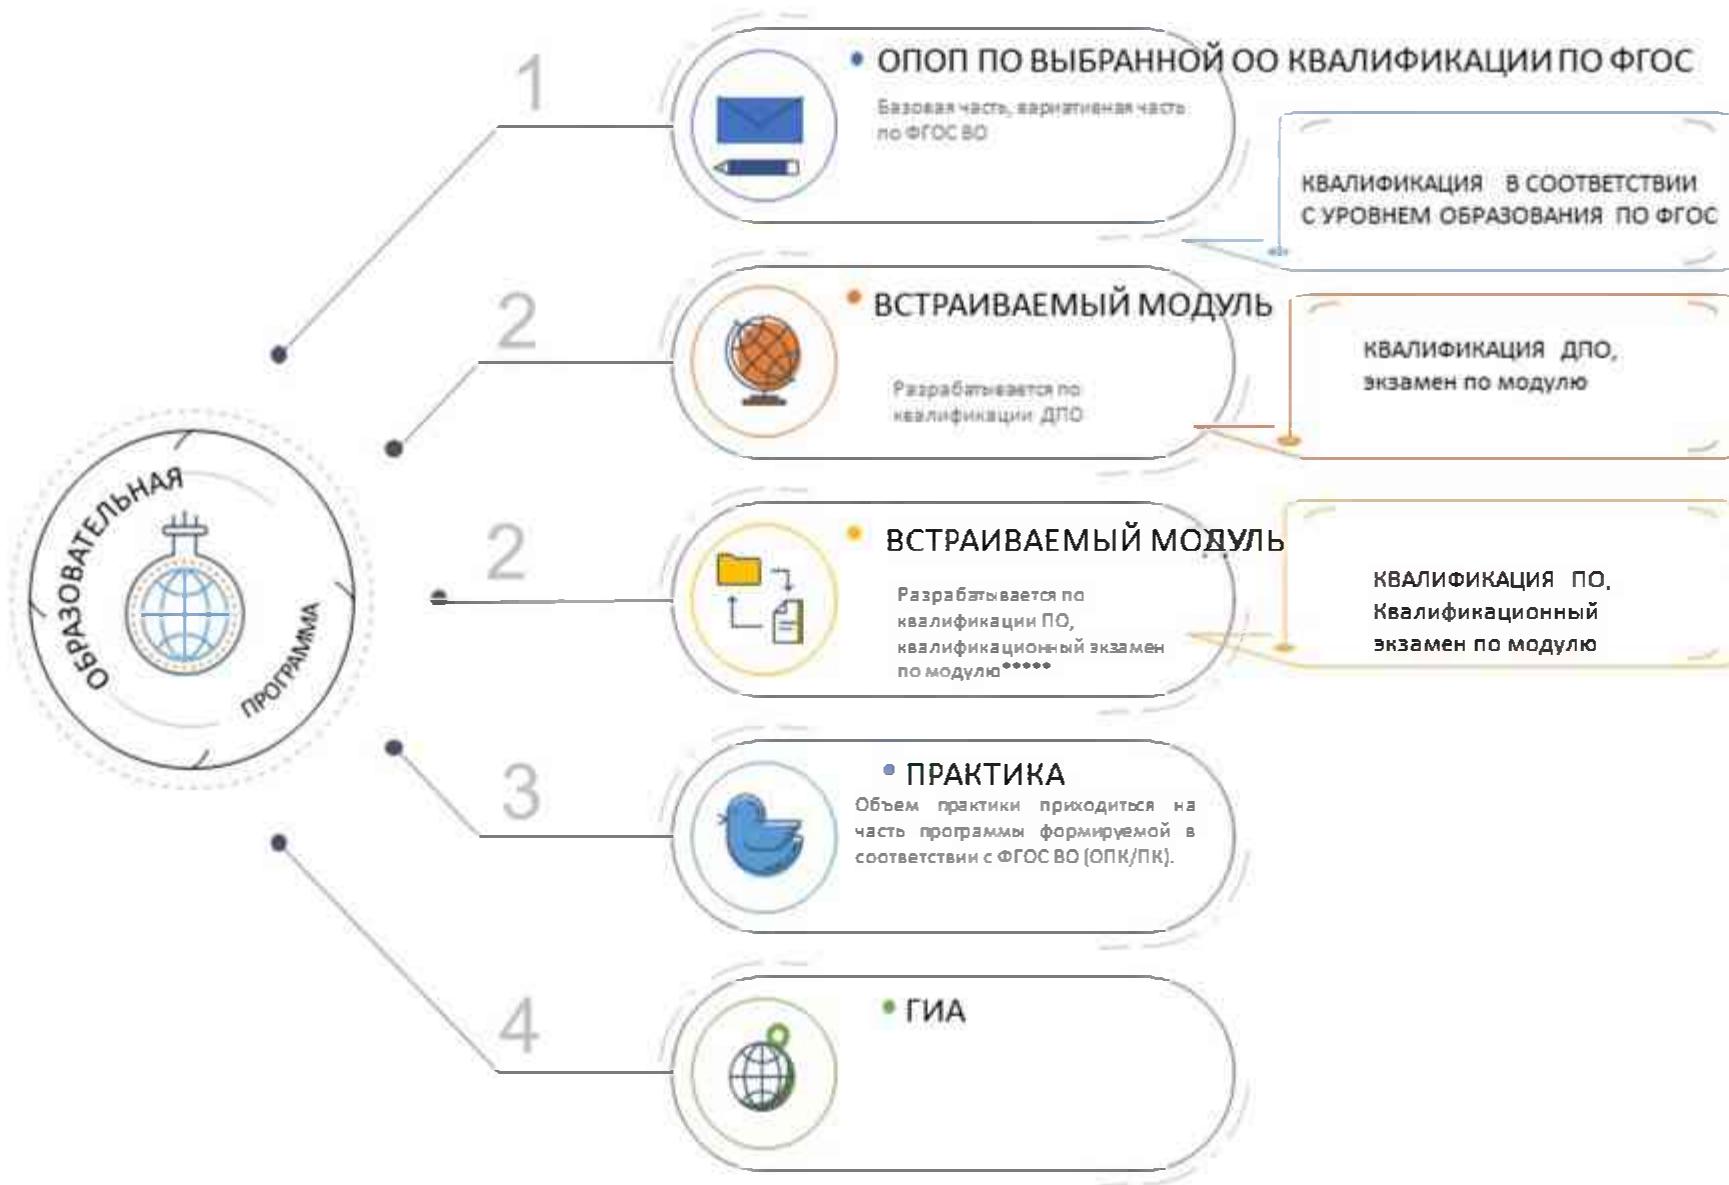 ОБРАЗОВАТЕЛЬНАЯ
ПРОГРАММА
1
• ОПОП ПО ВЫБРАННОЙ ОО КВАЛИФИКАЦИИ ПО ФГОС
Базовая часть, вариативная часть
по ФГОС ВО
КВАЛИФИКАЦИЯ В СООТВЕТСТВИИ
С УРОВНЕМ ОБРАЗОВАНИЯ ПО ФГОС
2
• ВСТРАИВАЕМЫЙ МОДУЛЬ
Разрабатывается по
квалификации ДПО
КВАЛИФИКАЦИЯ ДПО,
экзамен по модулю
2
• ВСТРАИВАЕМЫЙ МОДУЛЬ
Разрабатывается по
квалификации ПО,
квалификационный экзамен
по модулю*****
КВАЛИФИКАЦИЯ ПО,
Квалификационный
экзамен по модулю
3
• ПРАКТИКА
Объем практики приходиться на
часть программы формируемой в
соответствии с ФГОС ВО (ОПК/ПК).
4
• ГИА